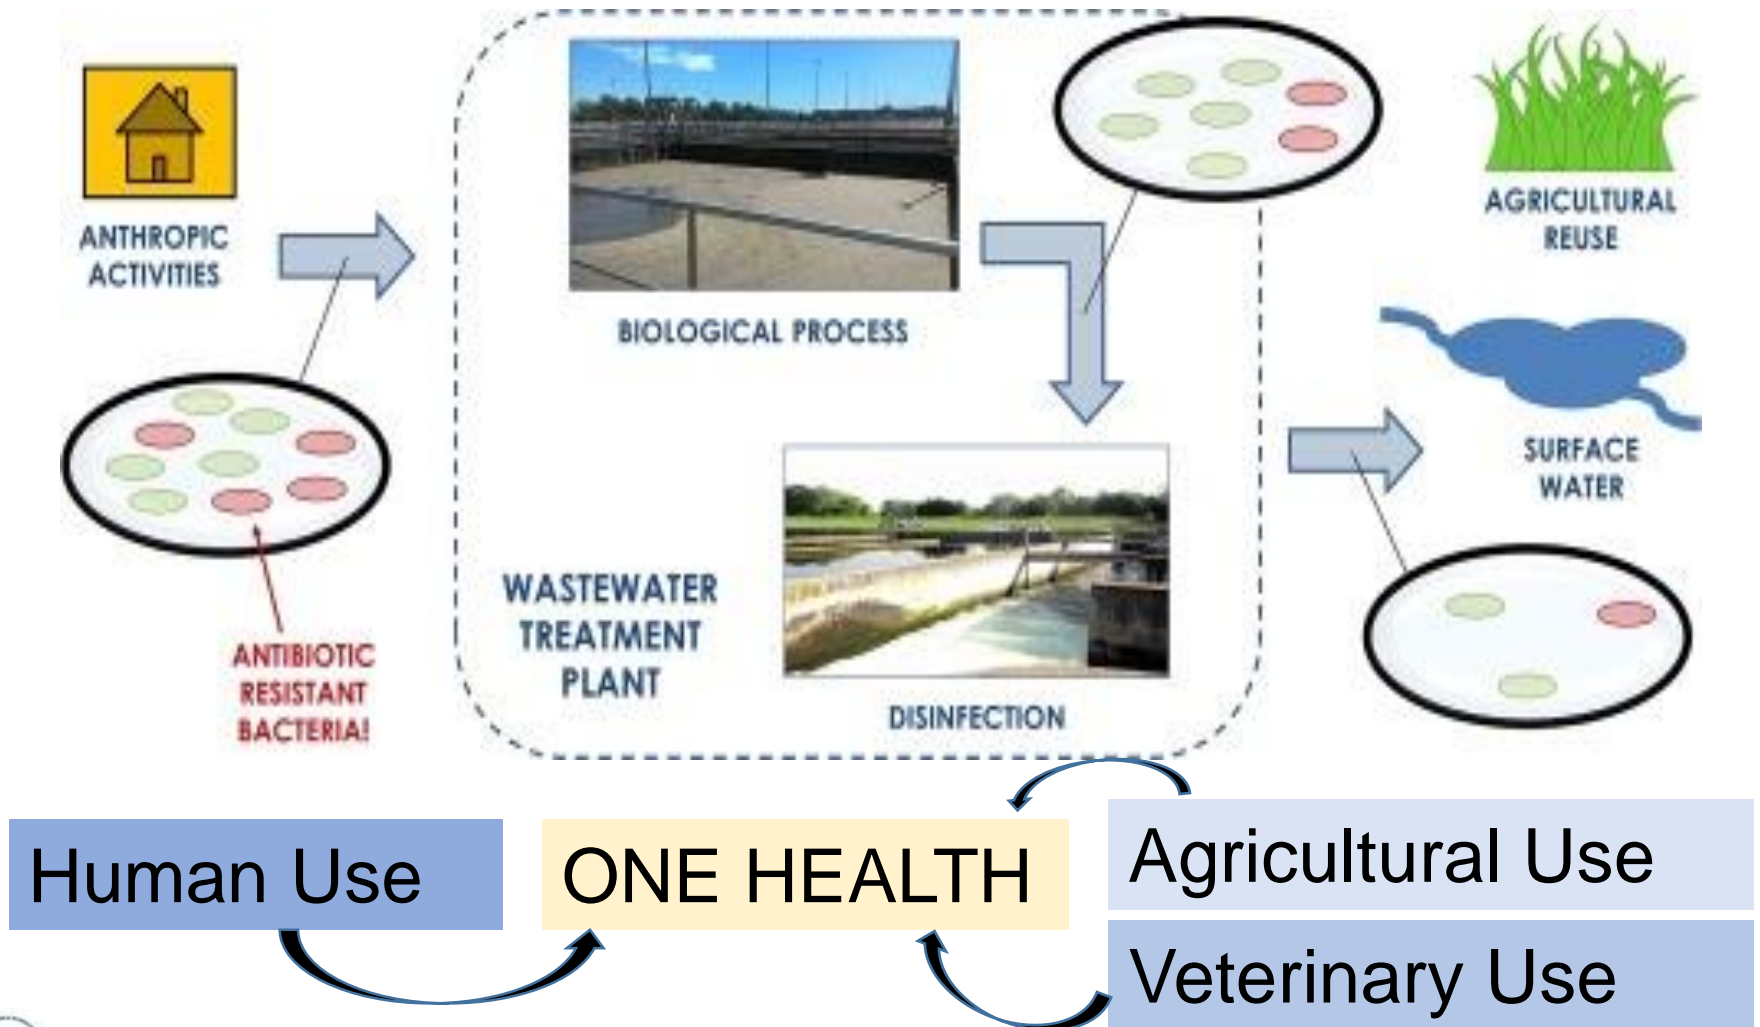 ANTHROPIC
ACTIVITIES
BIOLOGICAL PROCESS
AGRICULTURAL
REUSE
SURFACE
WATER
ANTIBIOTIC
RESISTANT
BACTERIA!
WASTEWATER
TREATMENT
PLANT
DISINFECTION
Human Use
ONE HEALTH
Agricultural Use
Veterinary Use